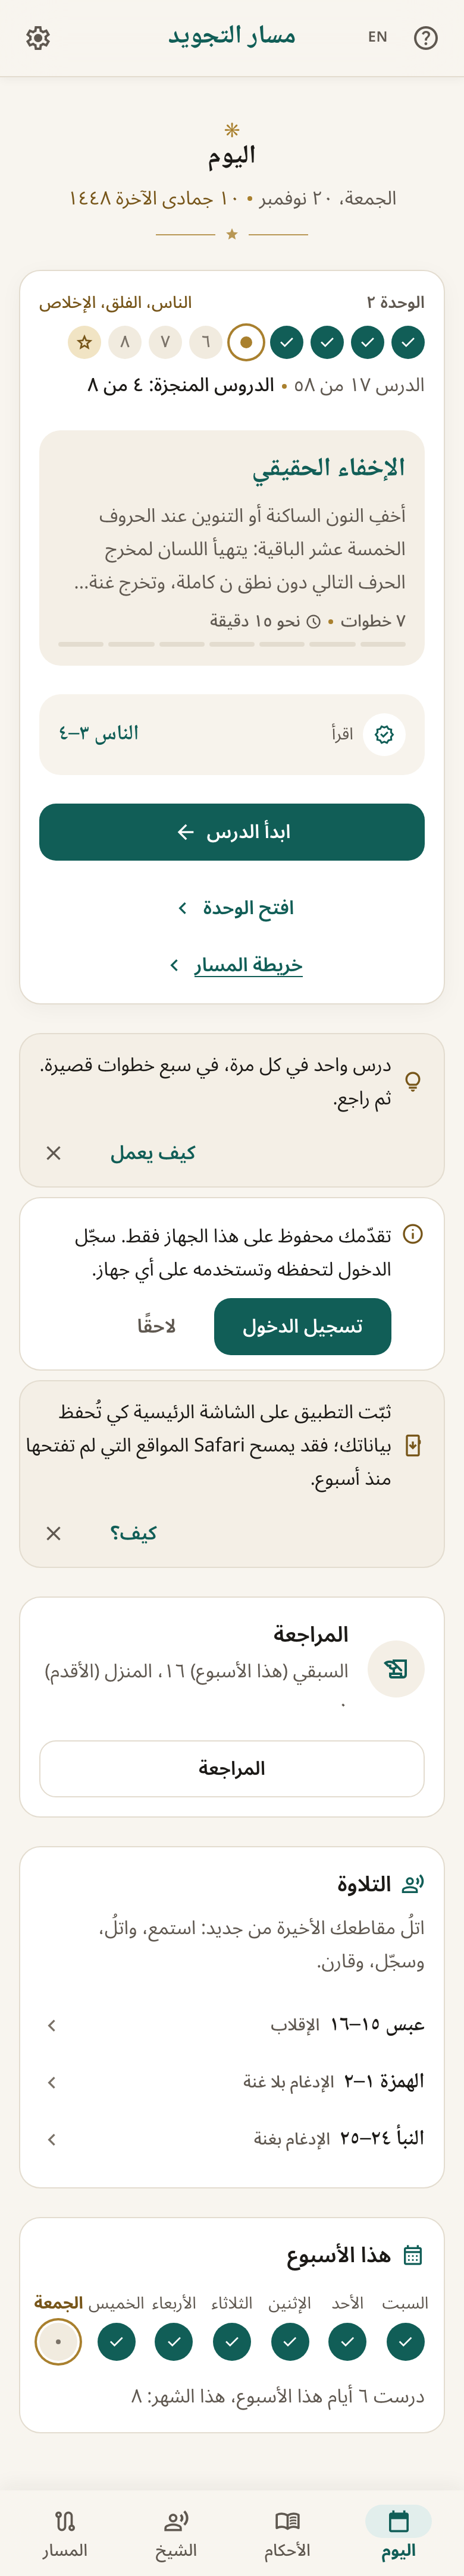 مسار التجويد
EN
اليوم
الجمعة، ٢٠ نوفمبر • ١٠ جمادى الآخرة ١٤٤٨
الوحدة ٢
الناس، الفلق، الإخلاص
٦ ٧ ٨
الدرس ١٧ من ٥٨ • الدروس المنجزة: ٤ من ٨
الإخفاء الحقيقي
أخفِ النون الساكنة أو التنوين عند الحروف
الخمسة عشر الباقية: يتهيأ اللسان لمخرج
الحرف التالي دون نطق ن كاملة، وتخرج غنة...
٧ خطوات • نحو ١٥ دقيقة
اقرأ
الناس ٣–٤
ابدأ الدرس
افتح الوحدة
خريطة المسار
درس واحد في كل مرة، في سبع خطوات قصيرة.
ثم راجع.
كيف يعمل
تقدّمك محفوظ على هذا الجهاز فقط. سجّل
الدخول لتحفظه وتستخدمه على أي جهاز.
تسجيل الدخول
لاحقًا
ثبّت التطبيق على الشاشة الرئيسية كي تُحفظ
بياناتك؛ فقد يمسح Safari المواقع التي لم تفتحها
منذ أسبوع.
كيف؟
المراجعة
السبقي (هذا الأسبوع) ١٦، المنزل (الأقدم)
٠
المراجعة
التلاوة
اتلُ مقاطعك الأخيرة من جديد: استمع، واتلُ،
وسجّل، وقارن.
عبس ١٥–١٦ الإقلاب
الهمزة ١–٢ الإدغام بلا غنة
النبأ ٢٤–٢٥ الإدغام بغنة
هذا الأسبوع
السبت الأحد الإثنين الثلاثاء الأربعاء الخميس الجمعة
درست ٦ أيام هذا الأسبوع، هذا الشهر: ٨
اليوم
الأحكام
الشيخ
المسار